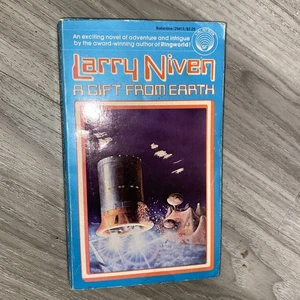 An exciting novel of adventure and intrigue
by the award-winning author of Ringworld!
Larry Niven
A GIFT FROM EARTH